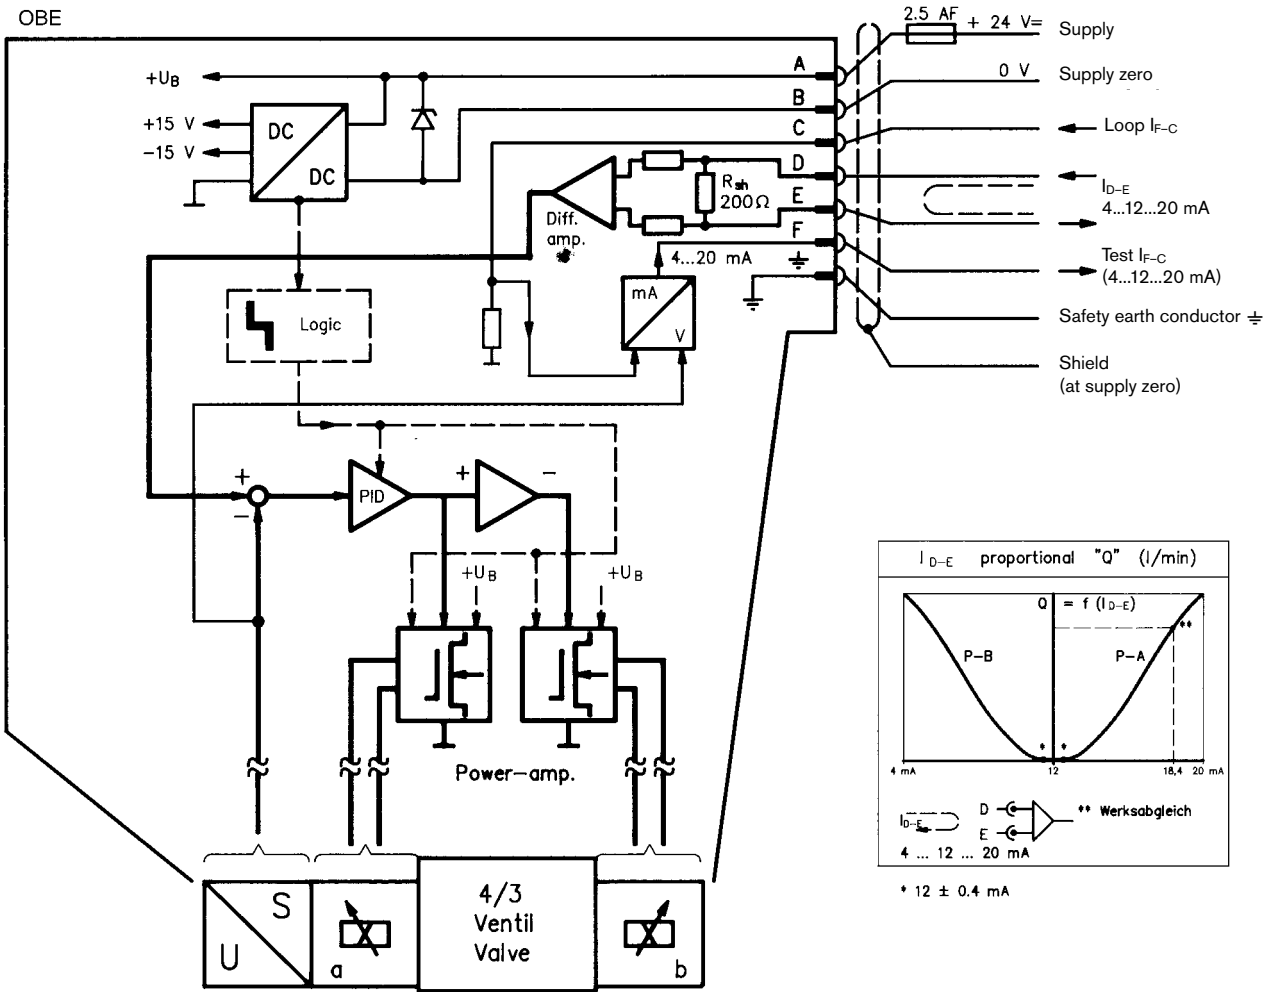 OBE
2.5 AF
+ 24 V=
Supply
0 V
Supply zero
Loop IF-C
ID-E
4...12...20 mA
Test IF-C
(4...12...20 mA)
Safety earth conductor
Shield
(at supply zero)
A
B
C
D
E
F
+UB
+15 V
-15 V
DC
DC
Rsh
200Ω
Diff.
amp.
4...20 mA
mA
V
Logic
+
-
PID
+
-
+UB
+UB
Power-amp.
S
U
a
4/3
Ventil
Valve
b
ID-E proportional "Q" (l/min)
Q = f (ID-E)
P-B
P-A
**
*
*
4 mA
12
18,4
20 mA
ID-E
D
E
** Werksabgleich
4 ... 12 ... 20 mA
* 12 ± 0.4 mA